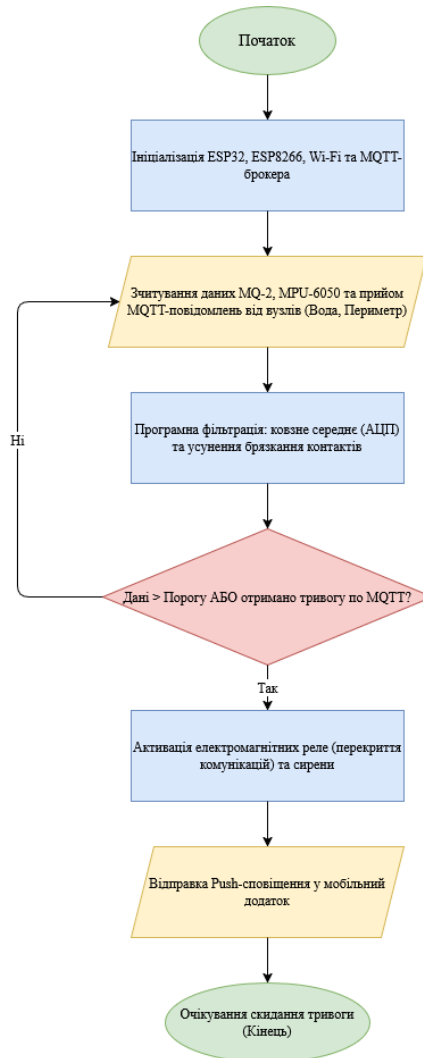 Початок
Ініціалізація ESP32, ESP8266, Wi-Fi та MQTT-
брокера
Зчитування даних MQ-2, MPU-6050 та прийом
MQTT-повідомлень від вузлів (Вода, Периметр)
Програмна фільтрація: ковзне середнє (АЦП)
та усунення брязкання контактів
Ні
Дані > Порогу АБО отримано тривогу по MQTT?
Так
Активація електромагнітних реле (перекриття
комунікацій) та сирени
Відправка Push-сповіщення у мобільний
додаток
Очікування скидання тривоги
(Кінець)